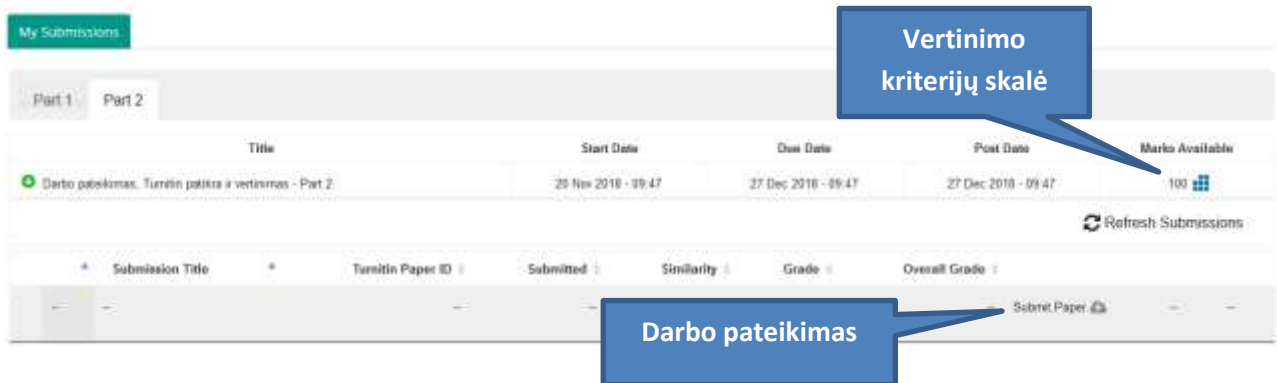 My Submissions
Vertinimo
kriterijų skalė
Part 1 Part 2
Title Start Date Due Date Post Date Marks Available
Darbo pateikimas, Turnitin patikra ir vertinimas - Part 2 20 Nov 2018 - 09:47 27 Dec 2018 - 09:47 27 Dec 2018 - 09:47 100
Refresh Submissions
Submission Title Turnitin Paper ID Submitted Similarity Grade Overall Grade
-- -- -- -- -- Submit Paper -- --
Darbo pateikimas